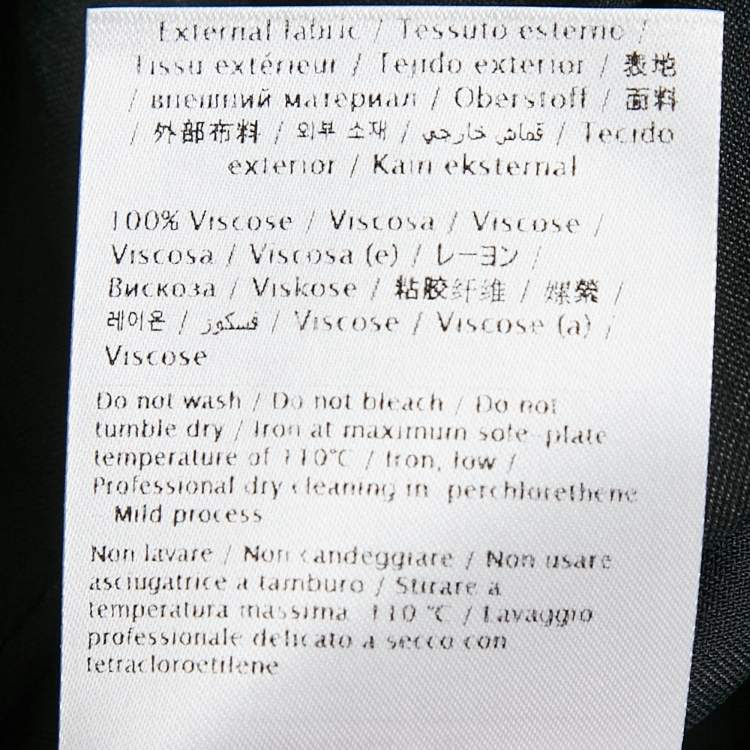 External fabric / Tessuto esterno /
Tissu extérieur / Tejido exterior / 表地
/ внешний материал / Oberstoff / 面料
/ 外部布料 / 외부 소재 / قماش خارجي / Tecido
exterior / Kain eksternal
100% Viscose / Viscosa / Viscose /
Viscosa / Viscosa (e) / レーヨン /
Вискоза / Viskose / 粘胶纤维 / 嫘縈 /
레이온 / فسكوز / Viscose / Viscose (a) /
Viscose
Do not wash / Do not bleach / Do not
tumble dry / Iron at maximum sole-plate
temperature of 110°C / Iron, low /
Professional dry cleaning in perchlorethene
- Mild process
Non lavare / Non candeggiare / Non usare
asciugatrice a tamburo / Stirare a
temperatura massima 110 °C / Lavaggio
professionale delicato a secco con
tetracloroetilene